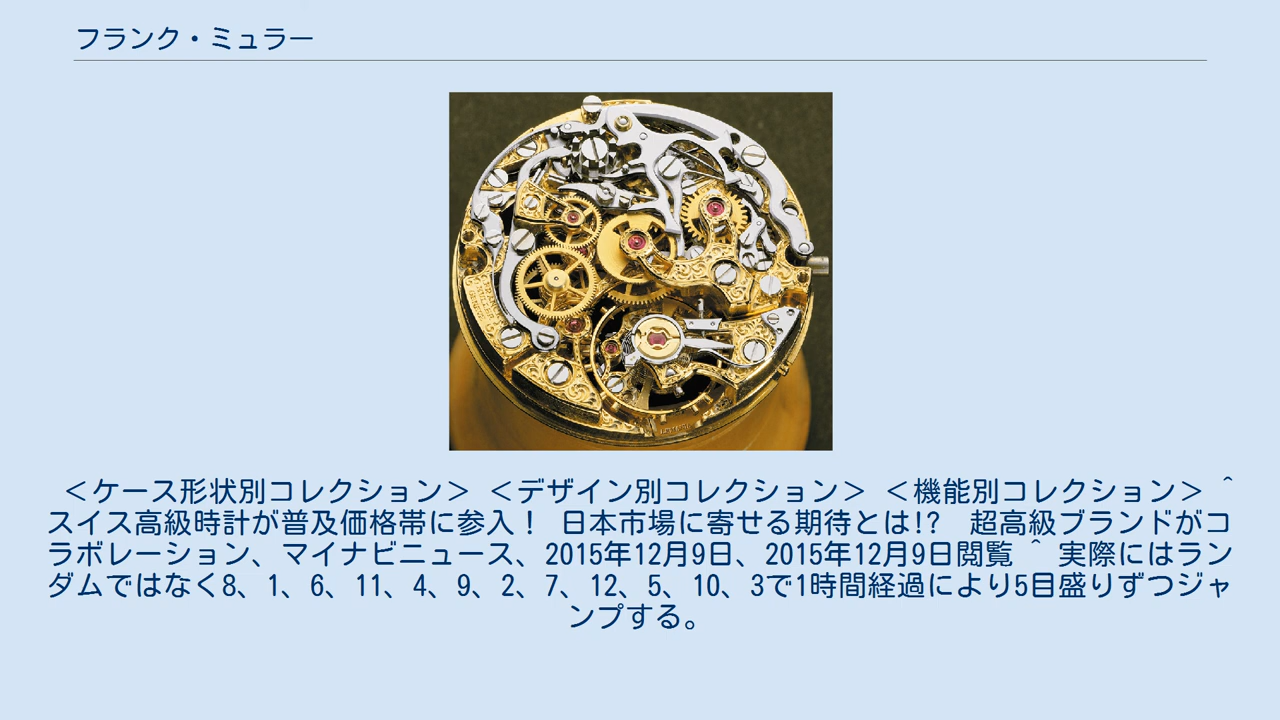 フランク・ミュラー
＜ケース形状別コレクション＞ ＜デザイン別コレクション＞ ＜機能別コレクション＞ ^
スイス高級時計が普及価格帯に参入！ 日本市場に寄せる期待とは!?　超高級ブランドがコ
ラボレーション、マイナビニュース、2015年12月9日、2015年12月9日閲覧 ^ 実際にはラン
ダムではなく8、1、6、11、4、9、2、7、12、5、10、3で1時間経過により5目盛りずつジャ
ンプする。